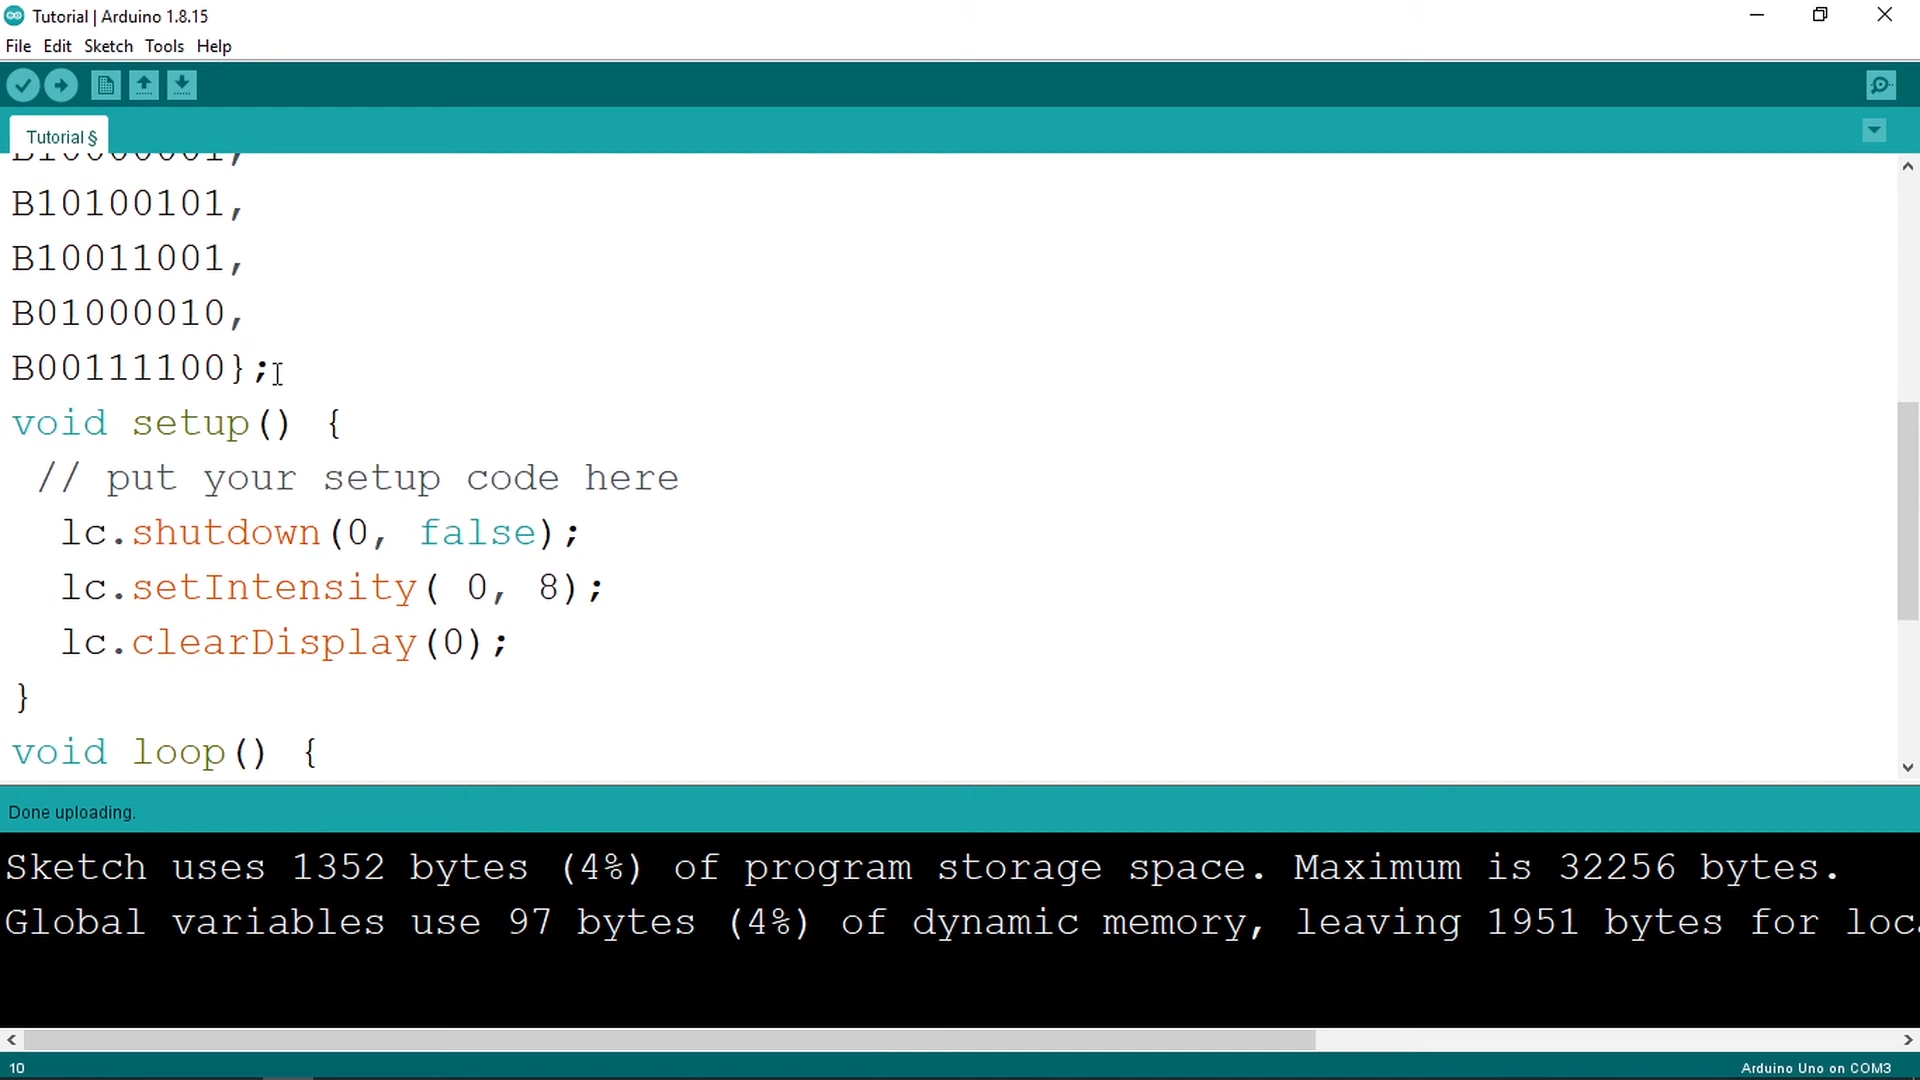 Tutorial | Arduino 1.8.15
File Edit Sketch Tools Help
Tutorial §
B10000001,
B10100101,
B10011001,
B01000010,
B00111100};
void setup() {
// put your setup code here
lc.shutdown(0, false);
lc.setIntensity( 0, 8);
lc.clearDisplay(0);
}
void loop() {
Done uploading.
Sketch uses 1352 bytes (4%) of program storage space. Maximum is 32256 bytes.
Global variables use 97 bytes (4%) of dynamic memory, leaving 1951 bytes for loc
10
Arduino Uno on COM3